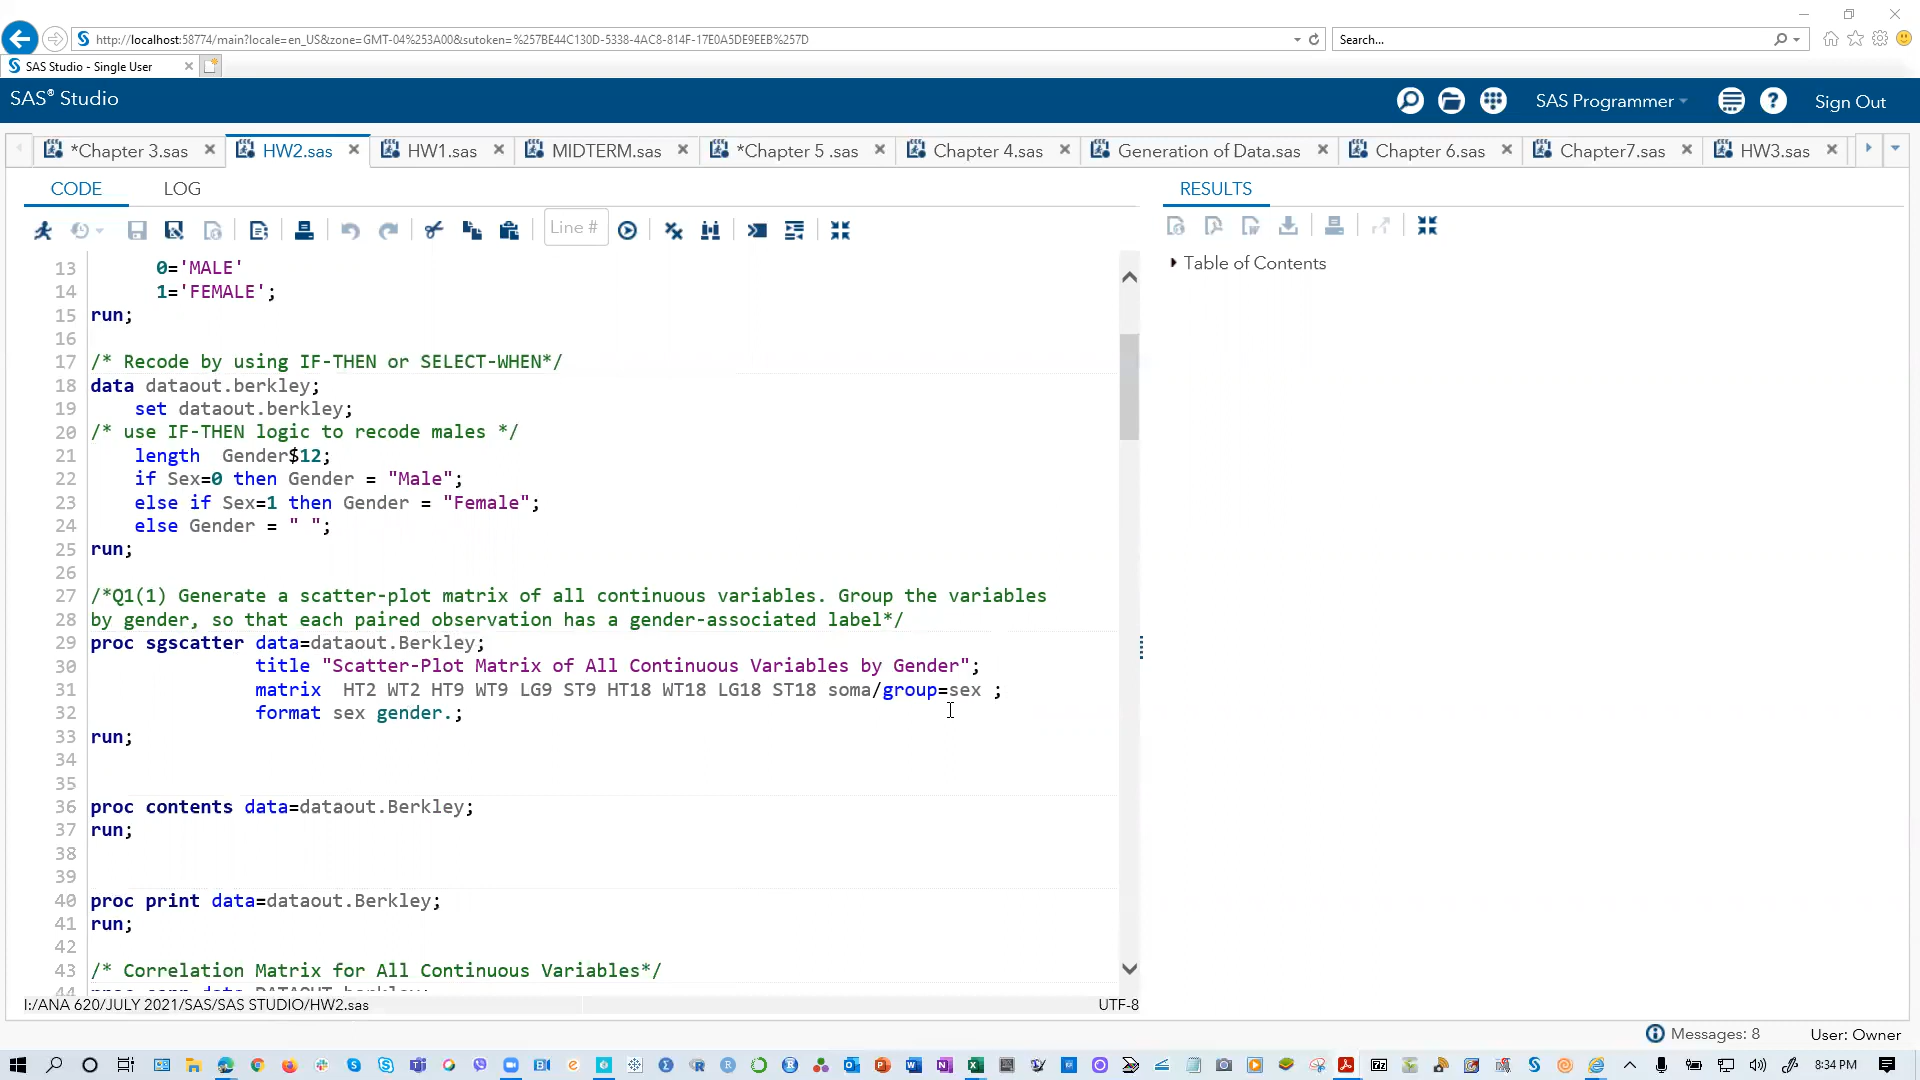 http://localhost:58774/main?locale=en_US&zone=GMT-04%253A00&sutoken=%257BE44C130D-5338-4AC8-814F-17E0A5DE9EEB%257D
Search...
SAS Studio - Single User
SAS® Studio
SAS Programmer
Sign Out
*Chapter 3.sas
HW2.sas
HW1.sas
MIDTERM.sas
*Chapter 5 .sas
Chapter 4.sas
Generation of Data.sas
Chapter 6.sas
Chapter7.sas
HW3.sas
CODE
LOG
RESULTS
Line #
Table of Contents
13 0='MALE'
14 1='FEMALE';
15 run;
16
17 /* Recode by using IF-THEN or SELECT-WHEN*/
18 data dataout.berkley;
19 set dataout.berkley;
20 /* use IF-THEN logic to recode males */
21 length Gender$12;
22 if Sex=0 then Gender = "Male";
23 else if Sex=1 then Gender = "Female";
24 else Gender = " ";
25 run;
26
27 /*Q1(1) Generate a scatter-plot matrix of all continuous variables. Group the variables
28 by gender, so that each paired observation has a gender-associated label*/
29 proc sgscatter data=dataout.Berkley;
30 title "Scatter-Plot Matrix of All Continuous Variables by Gender";
31 matrix HT2 WT2 HT9 WT9 LG9 ST9 HT18 WT18 LG18 ST18 soma/group=sex ;
32 format sex gender.;
33 run;
34
35
36 proc contents data=dataout.Berkley;
37 run;
38
39
40 proc print data=dataout.Berkley;
41 run;
42
43 /* Correlation Matrix for All Continuous Variables*/
I:/ANA 620/JULY 2021/SAS/SAS STUDIO/HW2.sas
UTF-8
Messages: 8
User: Owner
8:34 PM